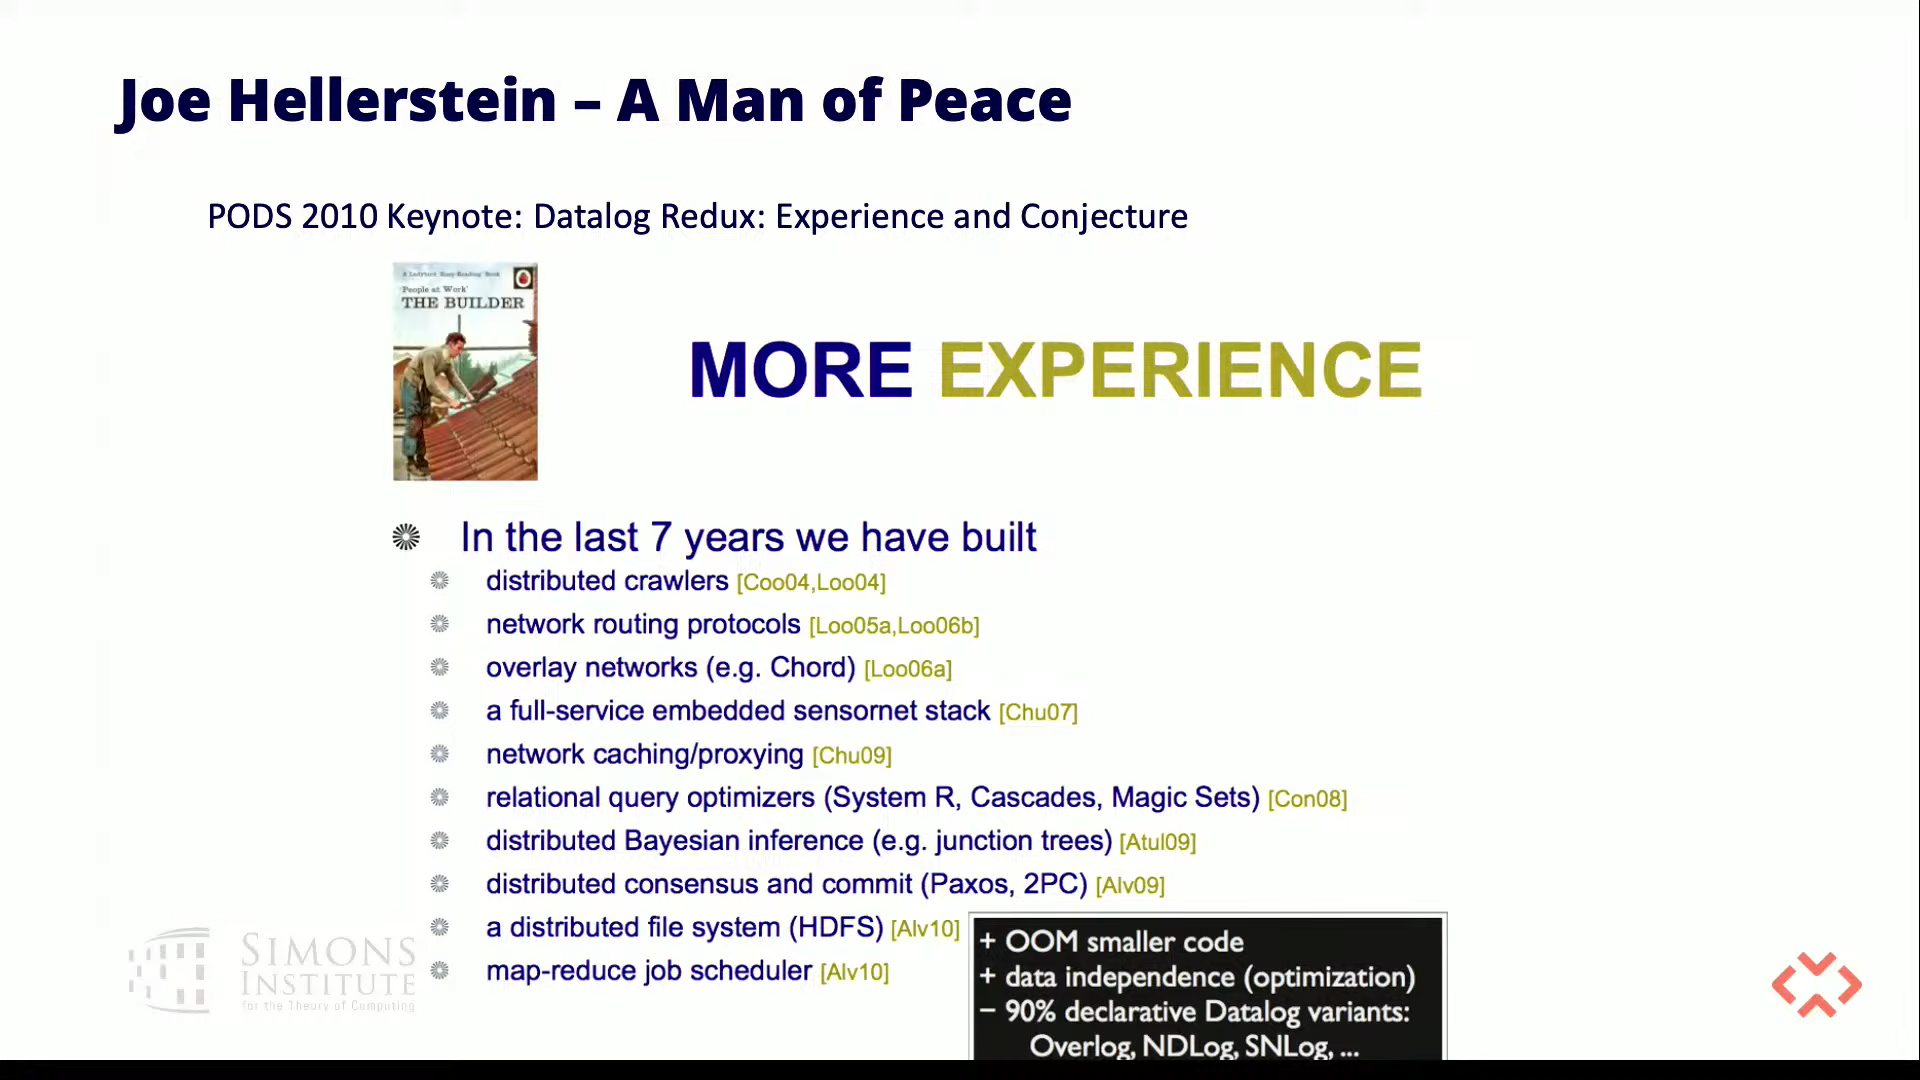 Joe Hellerstein – A Man of Peace
PODS 2010 Keynote: Datalog Redux: Experience and Conjecture
A Ladybird 'Easy-Reading' Book
'People at Work'
THE BUILDER
MORE EXPERIENCE
In the last 7 years we have built
distributed crawlers [Coo04,Loo04]
network routing protocols [Loo05a,Loo06b]
overlay networks (e.g. Chord) [Loo06a]
a full-service embedded sensornet stack [Chu07]
network caching/proxying [Chu09]
relational query optimizers (System R, Cascades, Magic Sets) [Con08]
distributed Bayesian inference (e.g. junction trees) [Atul09]
distributed consensus and commit (Paxos, 2PC) [Alv09]
a distributed file system (HDFS) [Alv10]
map-reduce job scheduler [Alv10]
+ OOM smaller code
+ data independence (optimization)
– 90% declarative Datalog variants:
Overlog, NDLog, SNLog, ...
SIMONS
INSTITUTE
for the Theory of Computing